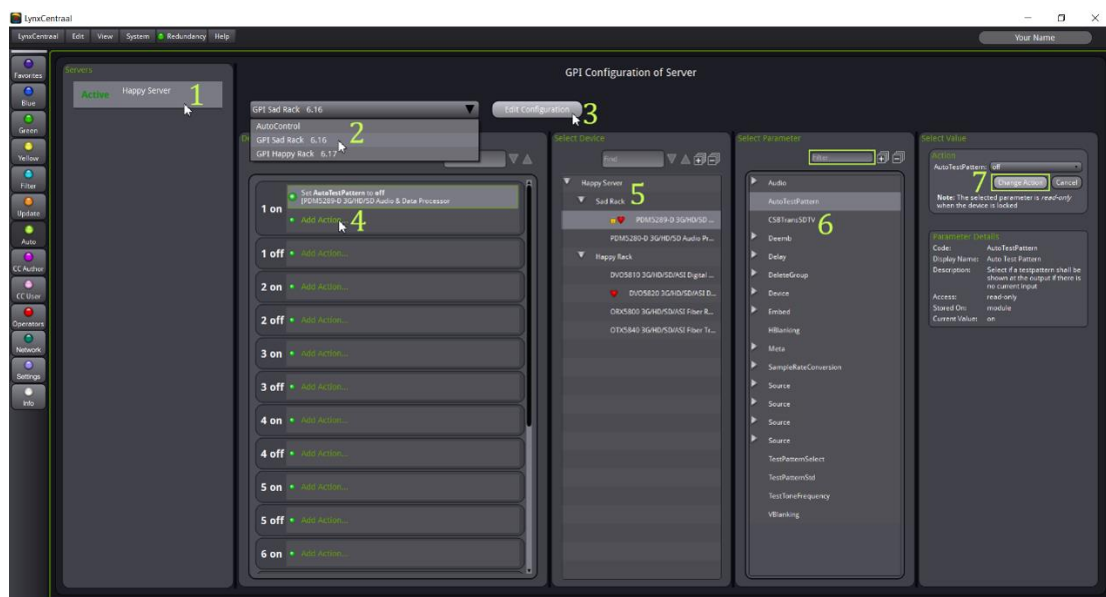 LynxCentraal
LynxCentraal Edit View System Redundancy Help
Your Name
Favorites
Blue
Green
Yellow
Filter
Update
Auto
CC Author
CC User
Operators
Network
Settings
Info
Servers
Active Happy Server 1
GPI Configuration of Server
GPI Sad Rack 6.16
Edit Configuration 3
AutoControl
GPI Sad Rack 6.16 2
GPI Happy Rack 6.17
1 on
Set AutoTestPattern to off
[PDM5289-D 3G/HD/SD Audio & Data Processor
Add Action... 4
1 off Add Action...
2 on Add Action...
2 off Add Action...
3 on Add Action...
3 off Add Action...
4 on Add Action...
4 off Add Action...
5 on Add Action...
5 off Add Action...
6 on Add Action...
Select Device
Find
Happy Server 5
Sad Rack
PDM5289-D 3G/HD/SD ...
PDM5280-D 3G/HD/SD Audio Pr...
Happy Rack
DVO5810 3G/HD/SD/ASI Digital ...
DVO5820 3G/HD/SD/ASI D...
ORX5800 3G/HD/SD/ASI Fiber R...
OTX5840 3G/HD/SD/ASI Fiber Tr...
Select Parameter
Filter
Audio
AutoTestPattern
CSBTransSDTV 6
Deemb
Delay
DeleteGroup
Device
Embed
HBlanking
Meta
SampleRateConversion
Source
Source
Source
Source
TestPatternSelect
TestPatternStd
TestToneFrequency
VBlanking
Select Value
Action
AutoTestPattern: off
7 Change Action Cancel
Note: The selected parameter is read-only
when the device is locked
Parameter Details
Code: AutoTestPattern
Display Name: Auto Test Pattern
Description: Select if a testpattern shall be
shown at the output if there is
no current input
Access: read-only
Stored On: module
Current Value: on